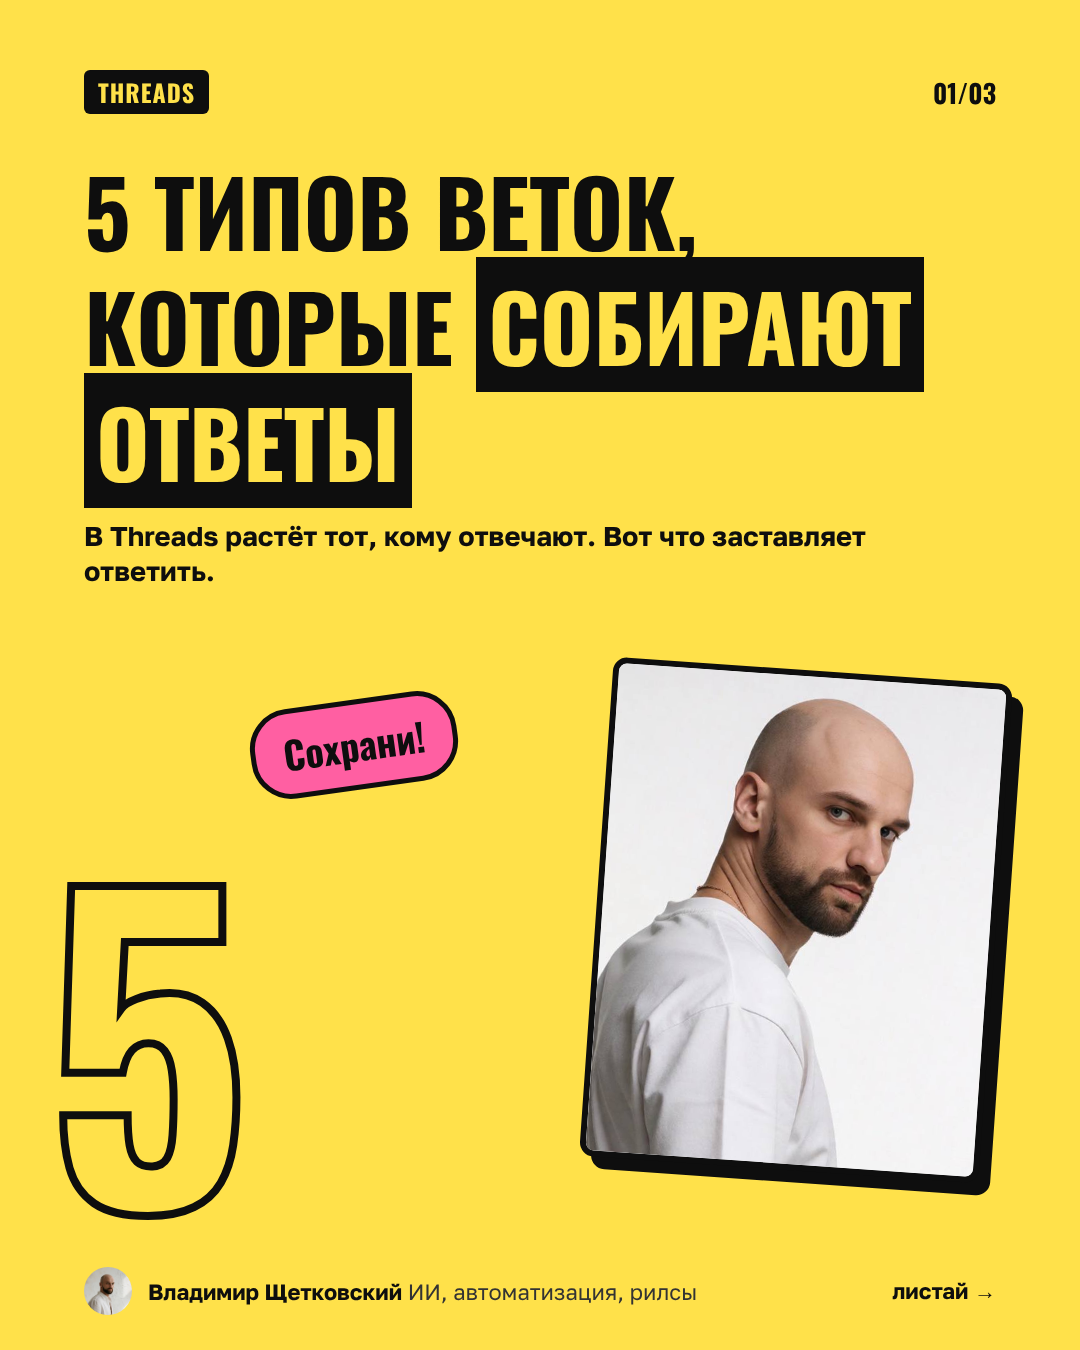 THREADS
01/03
5 ТИПОВ ВЕТОК,
КОТОРЫЕ СОБИРАЮТ
ОТВЕТЫ
В Threads растёт тот, кому отвечают. Вот что заставляет
ответить.
Сохрани!
5
Владимир Щетковский ИИ, автоматизация, рилсы
листай →